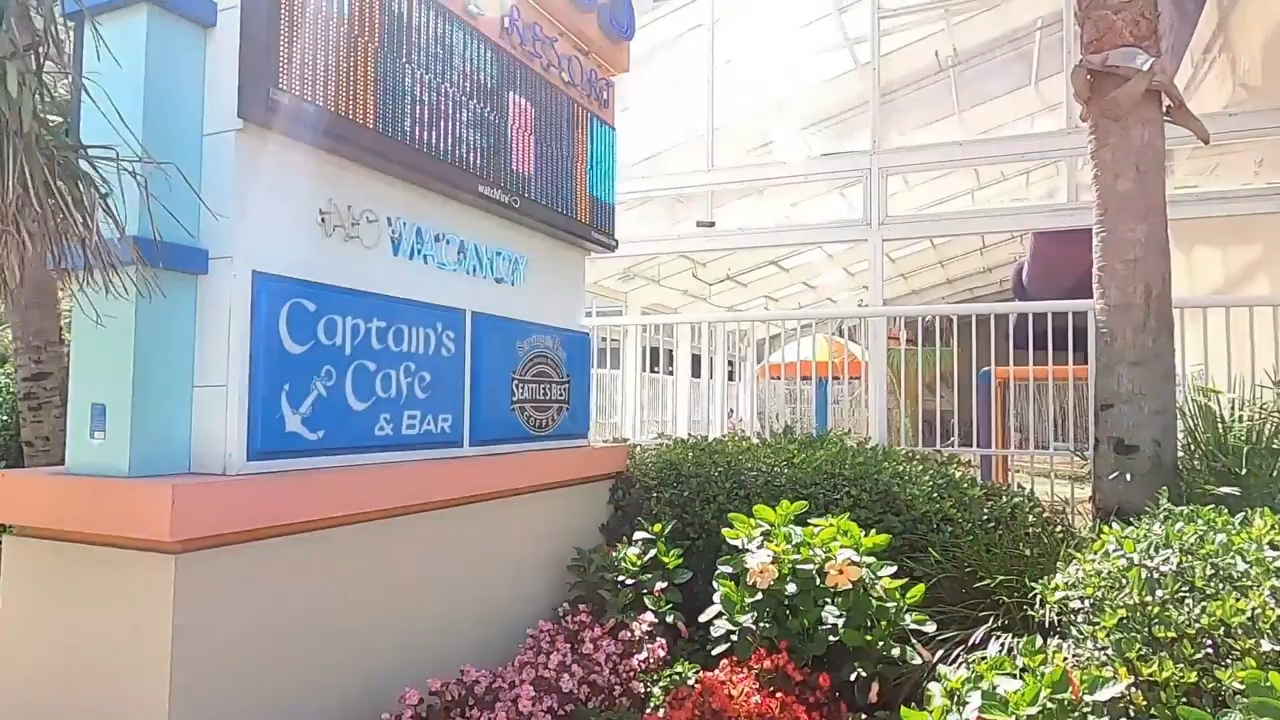 RESORT
watchfire
NO VACANCY
Captain's
Cafe
& BAR
SEATTLE'S BEST
COFFEE